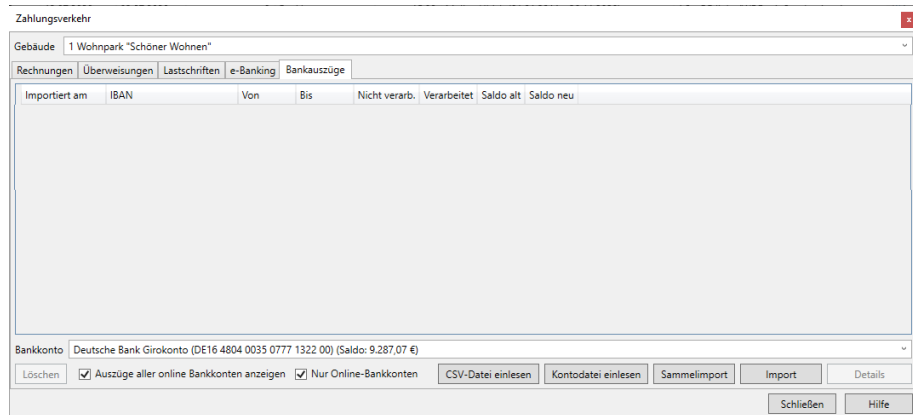 Zahlungsverkehr
x
Gebäude 1 Wohnpark "Schöner Wohnen"
Rechnungen Überweisungen Lastschriften e-Banking Bankauszüge
Importiert am IBAN Von Bis Nicht verarb. Verarbeitet Saldo alt Saldo neu
Bankkonto Deutsche Bank Girokonto (DE16 4804 0035 0777 1322 00) (Saldo: 9.287,07 €)
Löschen Auszüge aller online Bankkonten anzeigen Nur Online-Bankkonten CSV-Datei einlesen Kontodatei einlesen Sammelimport Import Details
Schließen Hilfe